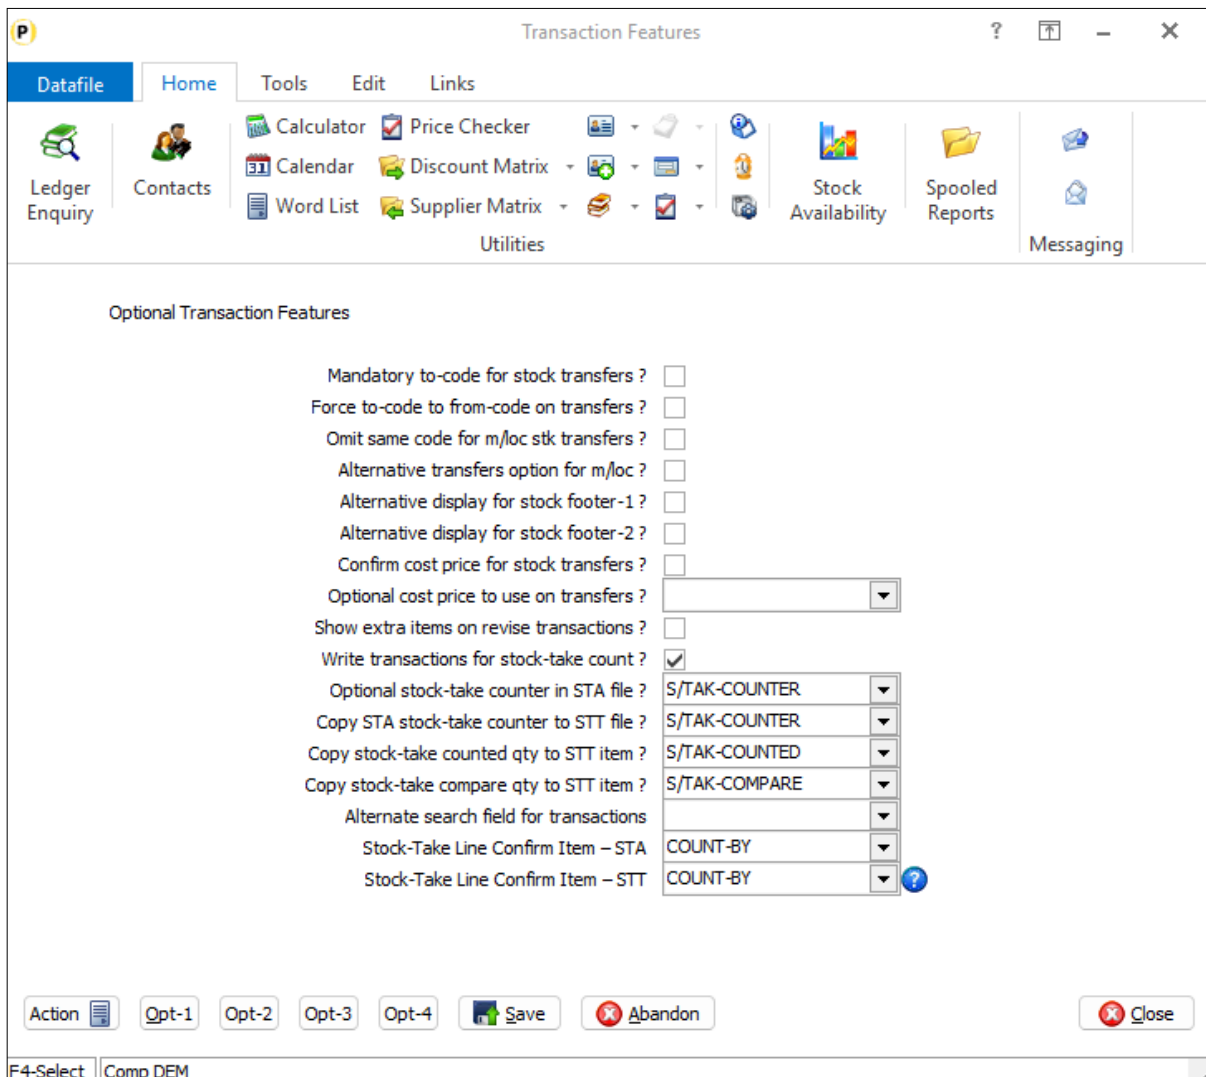 P
Transaction Features
?
Datafile Home Tools Edit Links
Ledger
Enquiry
Contacts
Calculator
31 Calendar
Word List
Price Checker
Discount Matrix
Supplier Matrix
Utilities
Stock
Availability
Spooled
Reports
Messaging
Optional Transaction Features
Mandatory to-code for stock transfers ?
Force to-code to from-code on transfers ?
Omit same code for m/loc stk transfers ?
Alternative transfers option for m/loc ?
Alternative display for stock footer-1 ?
Alternative display for stock footer-2 ?
Confirm cost price for stock transfers ?
Optional cost price to use on transfers ?
Show extra items on revise transactions ?
Write transactions for stock-take count ?
Optional stock-take counter in STA file ? S/TAK-COUNTER
Copy STA stock-take counter to STT file ? S/TAK-COUNTER
Copy stock-take counted qty to STT item ? S/TAK-COUNTED
Copy stock-take compare qty to STT item ? S/TAK-COMPARE
Alternate search field for transactions
Stock-Take Line Confirm Item – STA COUNT-BY
Stock-Take Line Confirm Item – STT COUNT-BY ?
Action Opt-1 Opt-2 Opt-3 Opt-4 Save Abandon Close
F4-Select Comp DEM